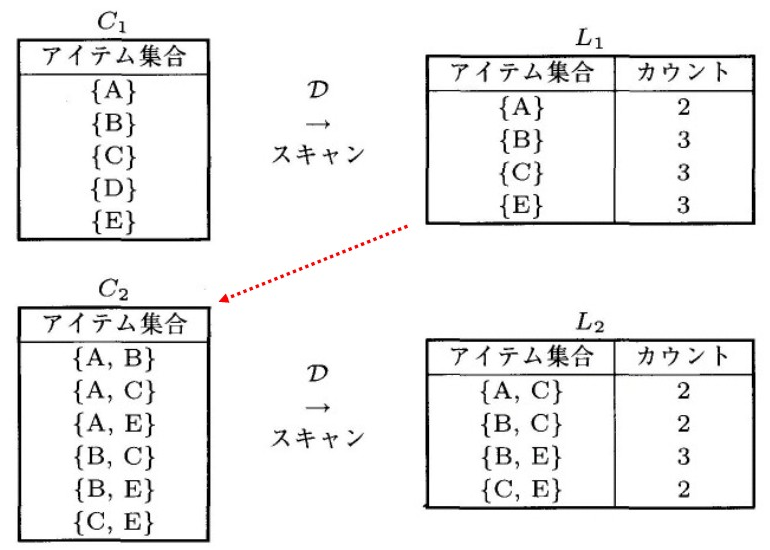 C₁
アイテム集合
{A}
{B}
{C}
{D}
{E}
𝒟
→
スキャン
L₁
アイテム集合 カウント
{A} 2
{B} 3
{C} 3
{E} 3
C₂
アイテム集合
{A, B}
{A, C}
{A, E}
{B, C}
{B, E}
{C, E}
𝒟
→
スキャン
L₂
アイテム集合 カウント
{A, C} 2
{B, C} 2
{B, E} 3
{C, E} 2